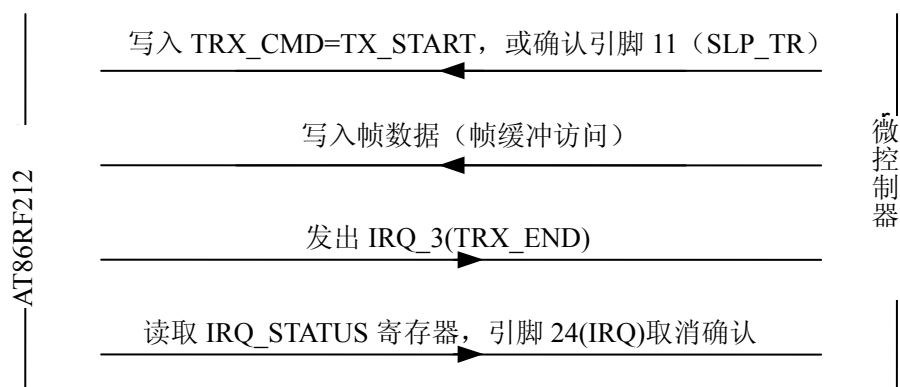 写入 TRX_CMD=TX_START，或确认引脚 11（SLP_TR）
写入帧数据（帧缓冲访问）
发出 IRQ_3(TRX_END)
读取 IRQ_STATUS 寄存器，引脚 24(IRQ)取消确认
AT86RF212
微控制器